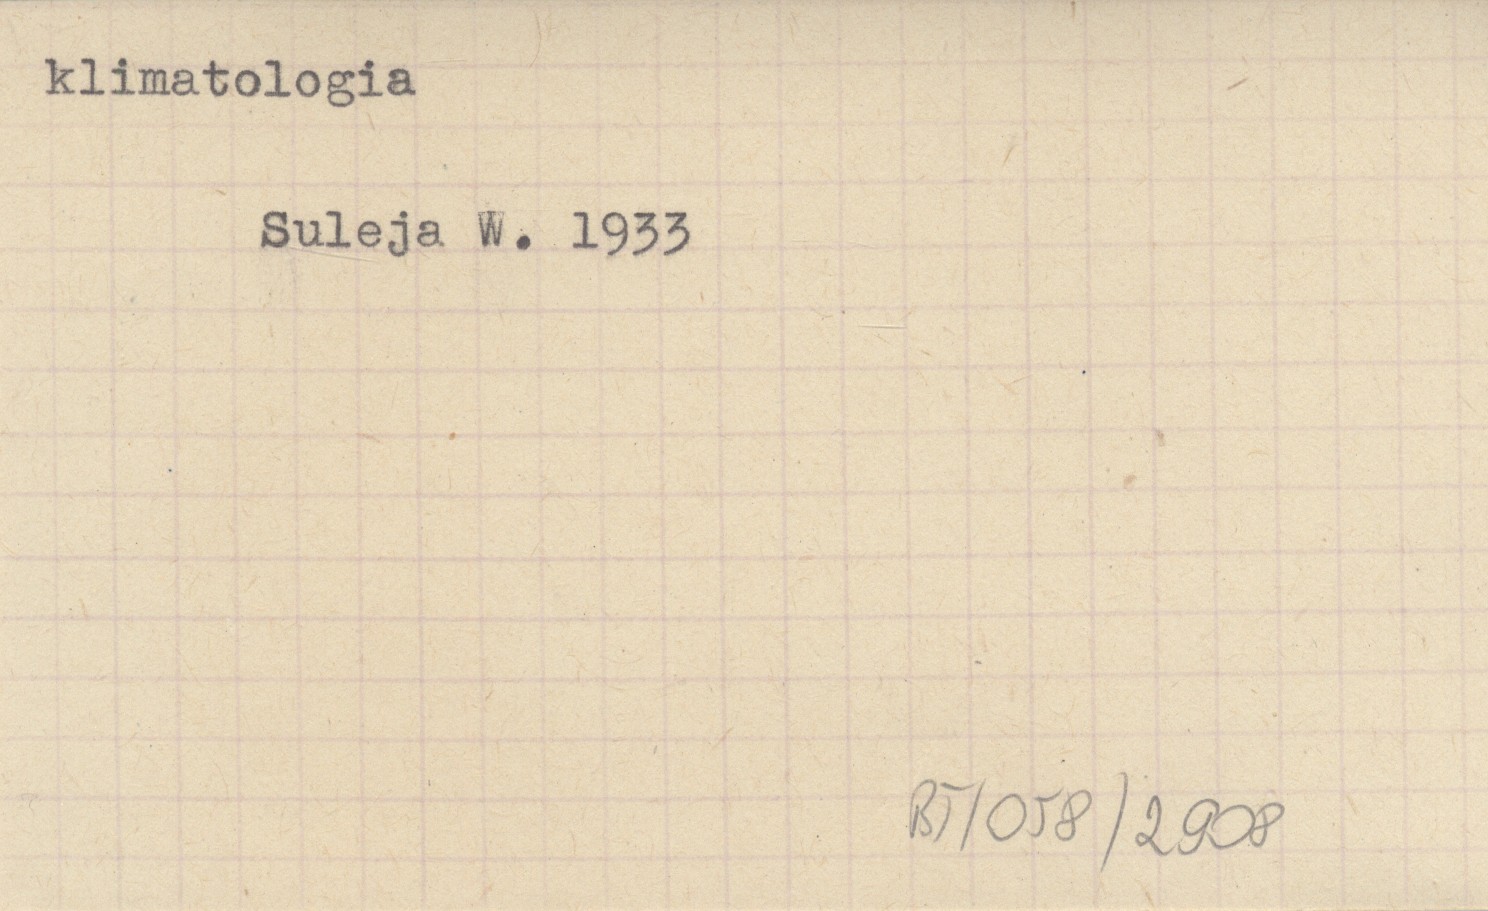 klimatologia
Suleja W. 1933
BT/058/2908